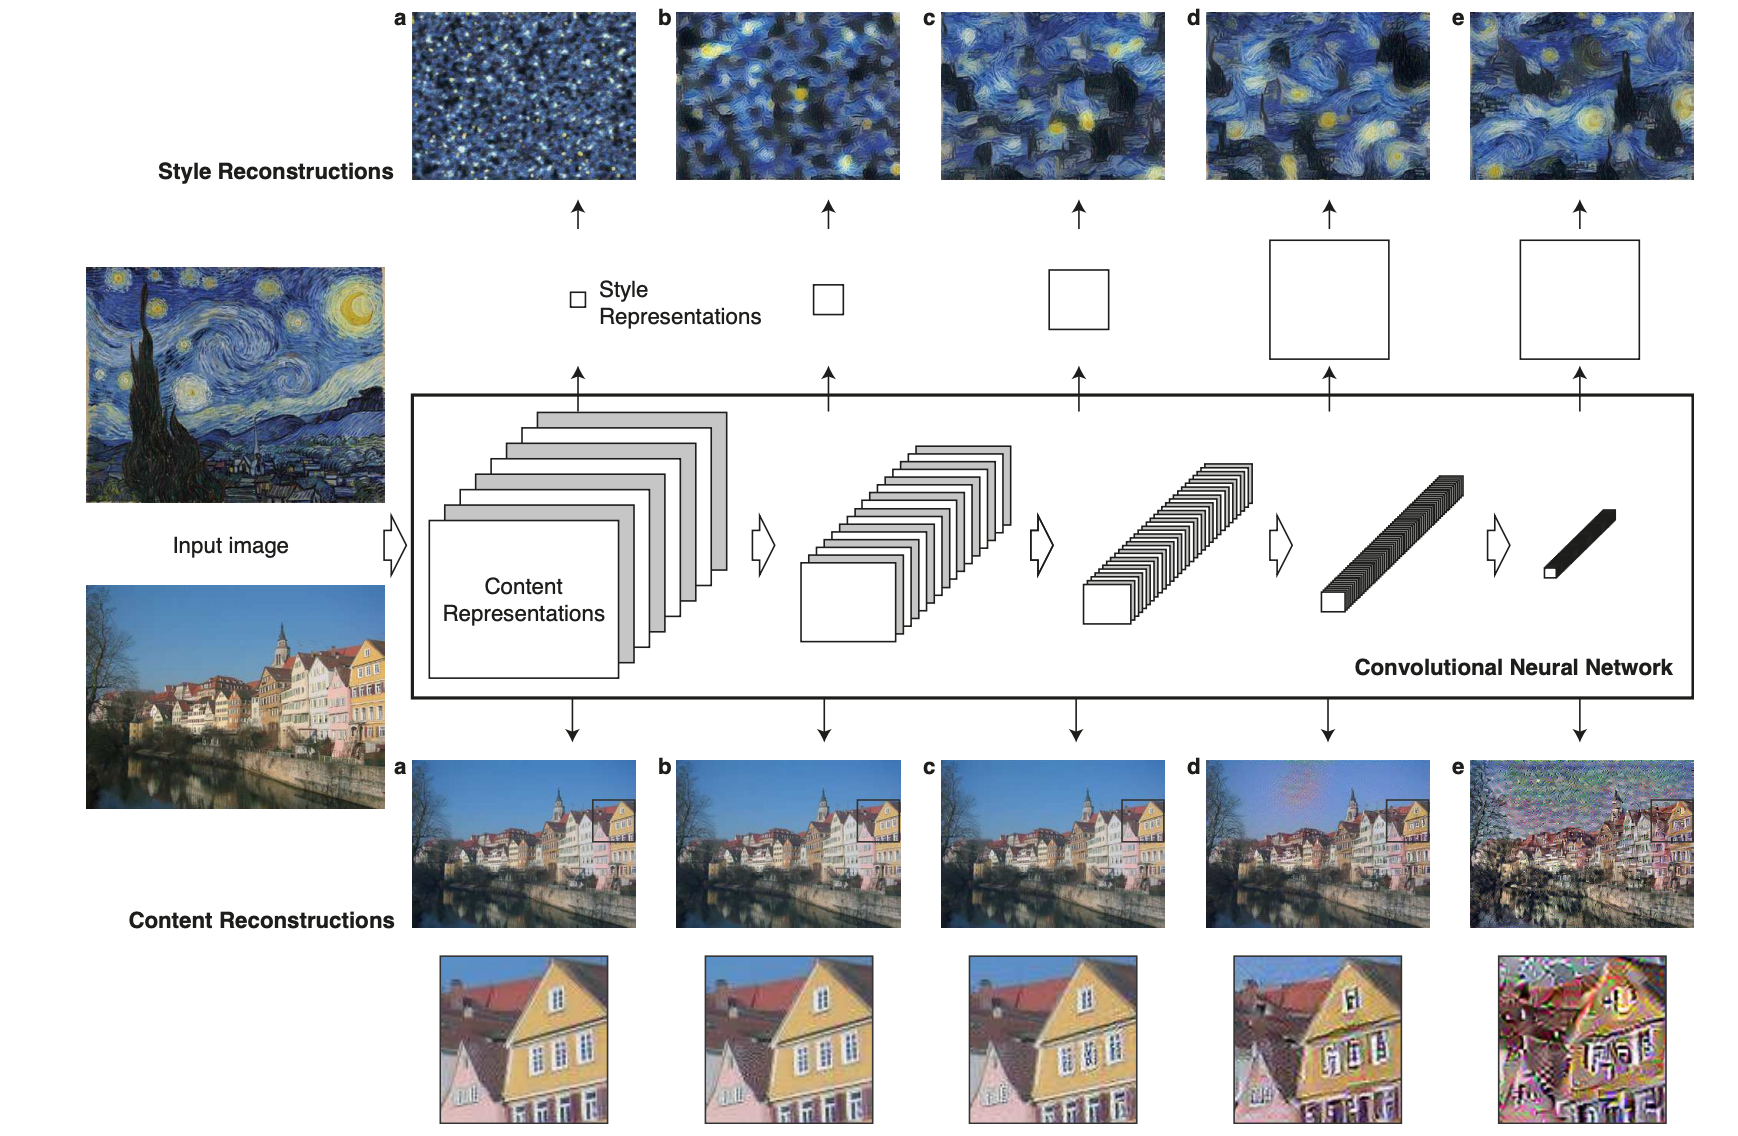 a
b
c
d
e
Style Reconstructions
Style
Representations
Input image
Content
Representations
Convolutional Neural Network
a
b
c
d
e
Content Reconstructions